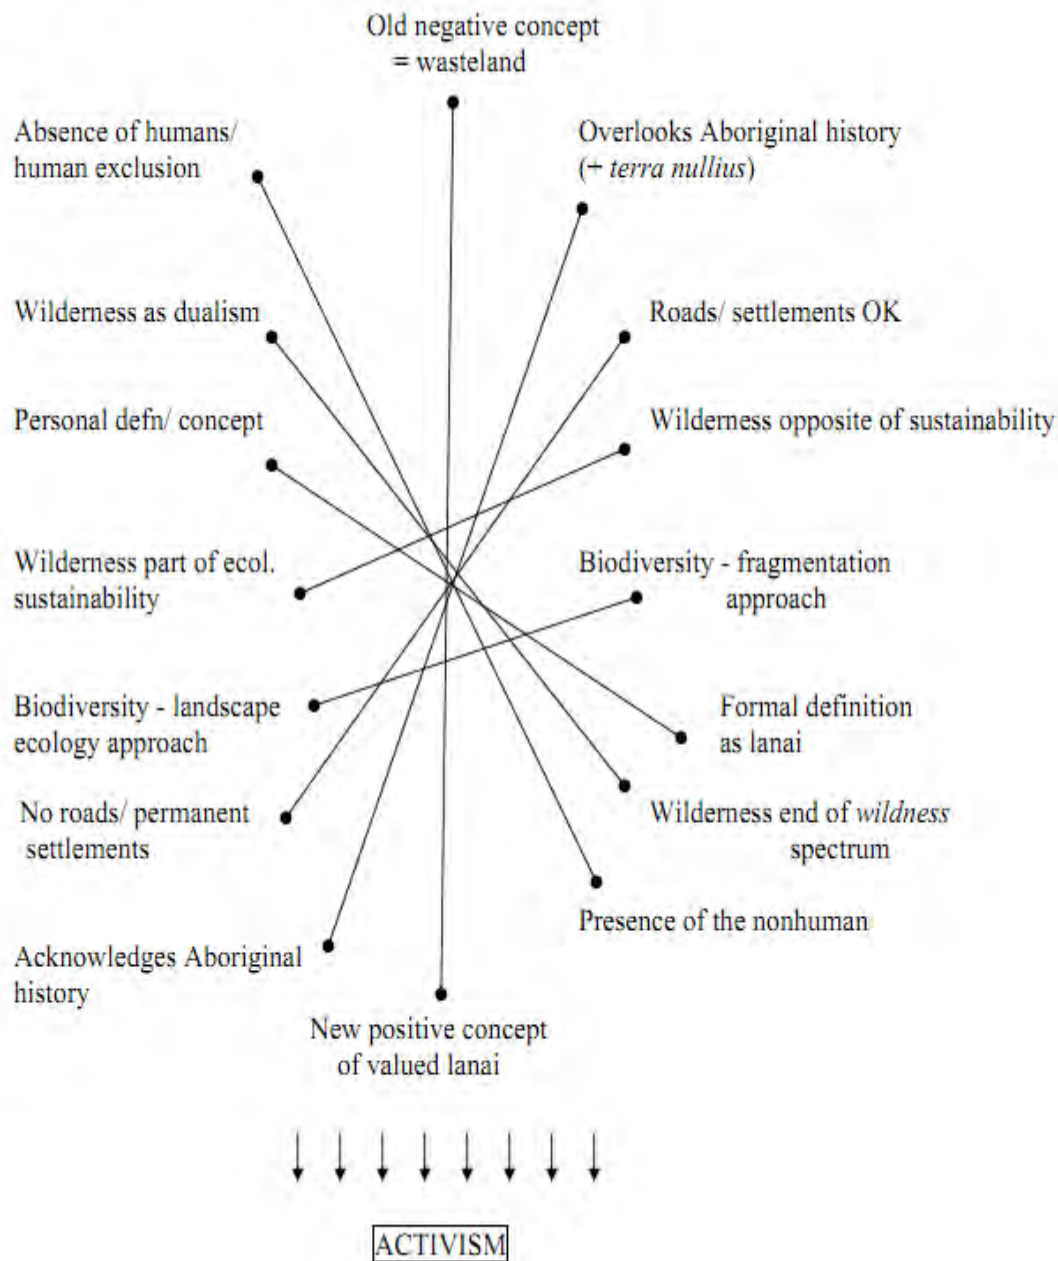 Old negative concept
= wasteland
Absence of humans/
human exclusion
Overlooks Aboriginal history
(+ terra nullius)
Wilderness as dualism
Roads/ settlements OK
Personal defn/ concept
Wilderness opposite of sustainability
Wilderness part of ecol.
sustainability
Biodiversity - fragmentation
approach
Biodiversity - landscape
ecology approach
Formal definition
as lanai
No roads/ permanent
settlements
Wilderness end of wildness
spectrum
Presence of the nonhuman
Acknowledges Aboriginal
history
New positive concept
of valued lanai
ACTIVISM